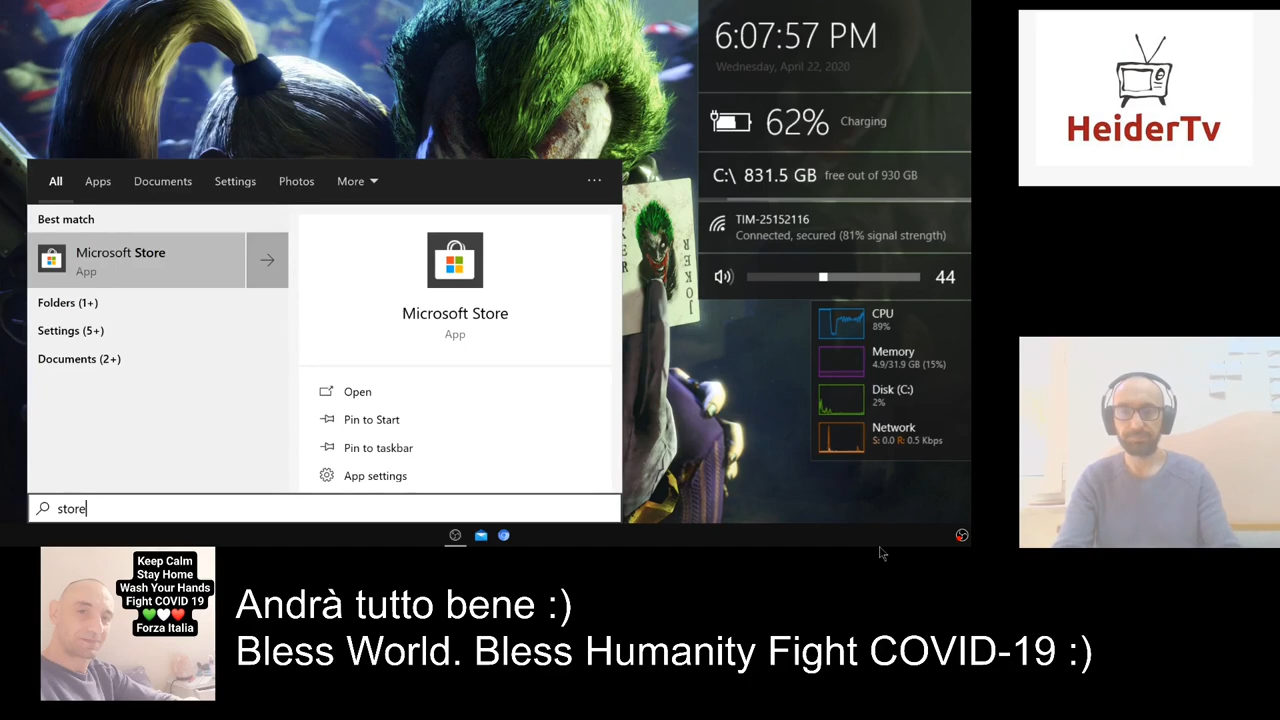 6:07:57 PM
Wednesday, April 22, 2020
62% Charging
C:\ 831.5 GB free out of 930 GB
TIM-25152116
Connected, secured (81% signal strength)
44
CPU
89%
Memory
4.9/31.9 GB (15%)
Disk (C:)
2%
Network
S: 0.0 R: 0.5 Kbps
HeiderTv
JOKER
All Apps Documents Settings Photos More
Best match
Microsoft Store
App
Folders (1+)
Settings (5+)
Documents (2+)
Microsoft Store
App
Open
Pin to Start
Pin to taskbar
App settings
store
Keep Calm
Stay Home
Wash Your Hands
Fight COVID 19
💚🤍❤️
Forza Italia
Andrà tutto bene :)
Bless World. Bless Humanity Fight COVID-19 :)